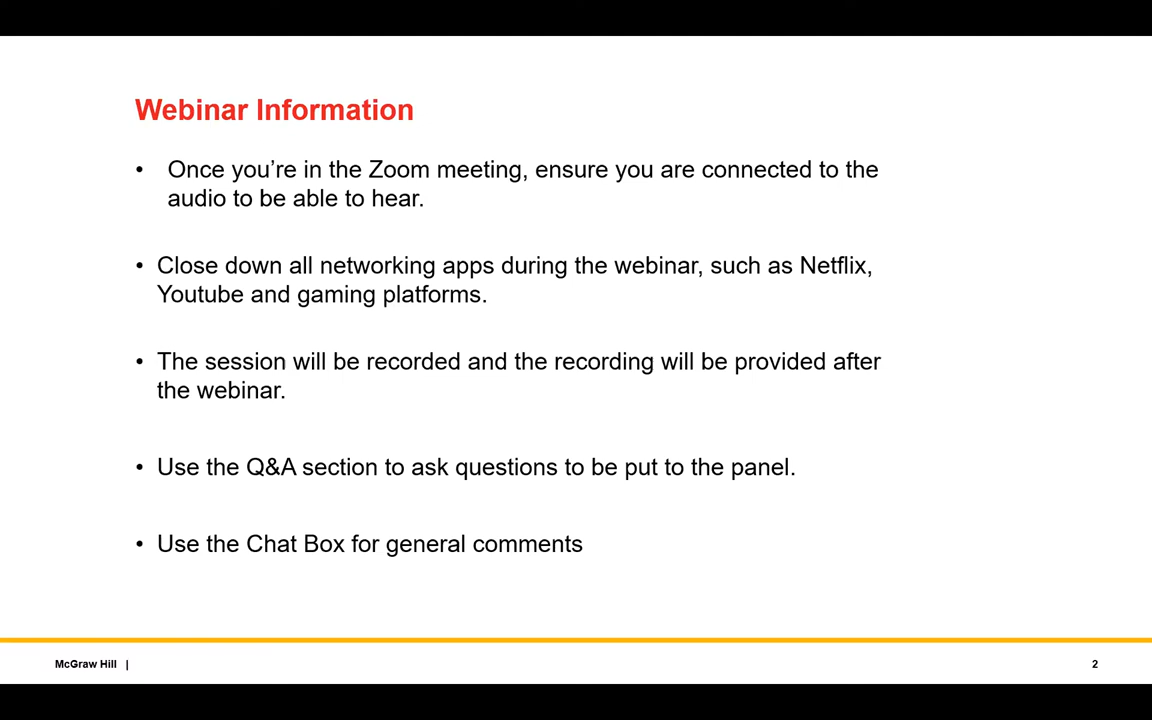 Webinar Information
• Once you’re in the Zoom meeting, ensure you are connected to the
audio to be able to hear.
• Close down all networking apps during the webinar, such as Netflix,
Youtube and gaming platforms.
• The session will be recorded and the recording will be provided after
the webinar.
• Use the Q&A section to ask questions to be put to the panel.
• Use the Chat Box for general comments
McGraw Hill |
2